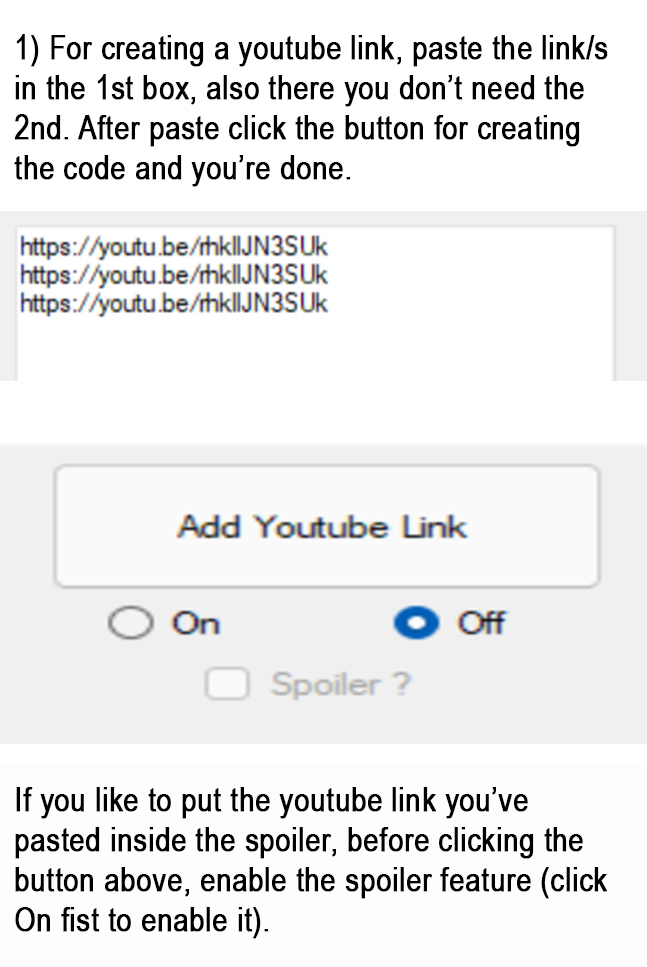 1) For creating a youtube link, paste the link/s
in the 1st box, also there you don’t need the
2nd. After paste click the button for creating
the code and you’re done.
https://youtu.be/rhkIIJN3SUk
https://youtu.be/rhkIIJN3SUk
https://youtu.be/rhkIIJN3SUk
Add Youtube Link
On
Off
Spoiler ?
If you like to put the youtube link you’ve
pasted inside the spoiler, before clicking the
button above, enable the spoiler feature (click
On fist to enable it).